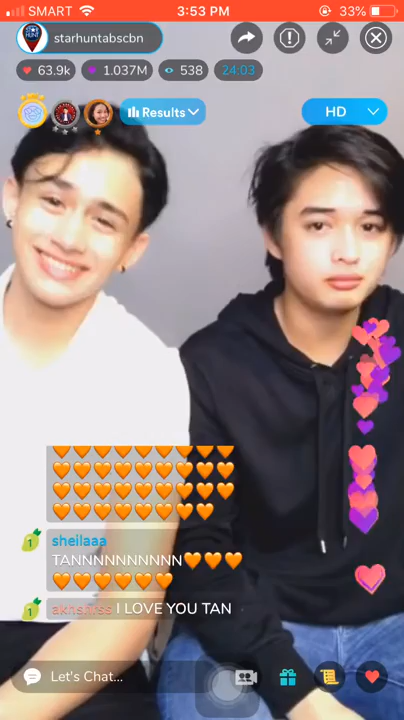 SMART 3:53 PM 33%
starhuntabscbn
63.9k 1.037M 538 24:03
Results HD
sheilaaa
TANNNNNNNNNN🧡🧡🧡
🧡🧡🧡🧡🧡🧡
I LOVE YOU TAN
Let's Chat...